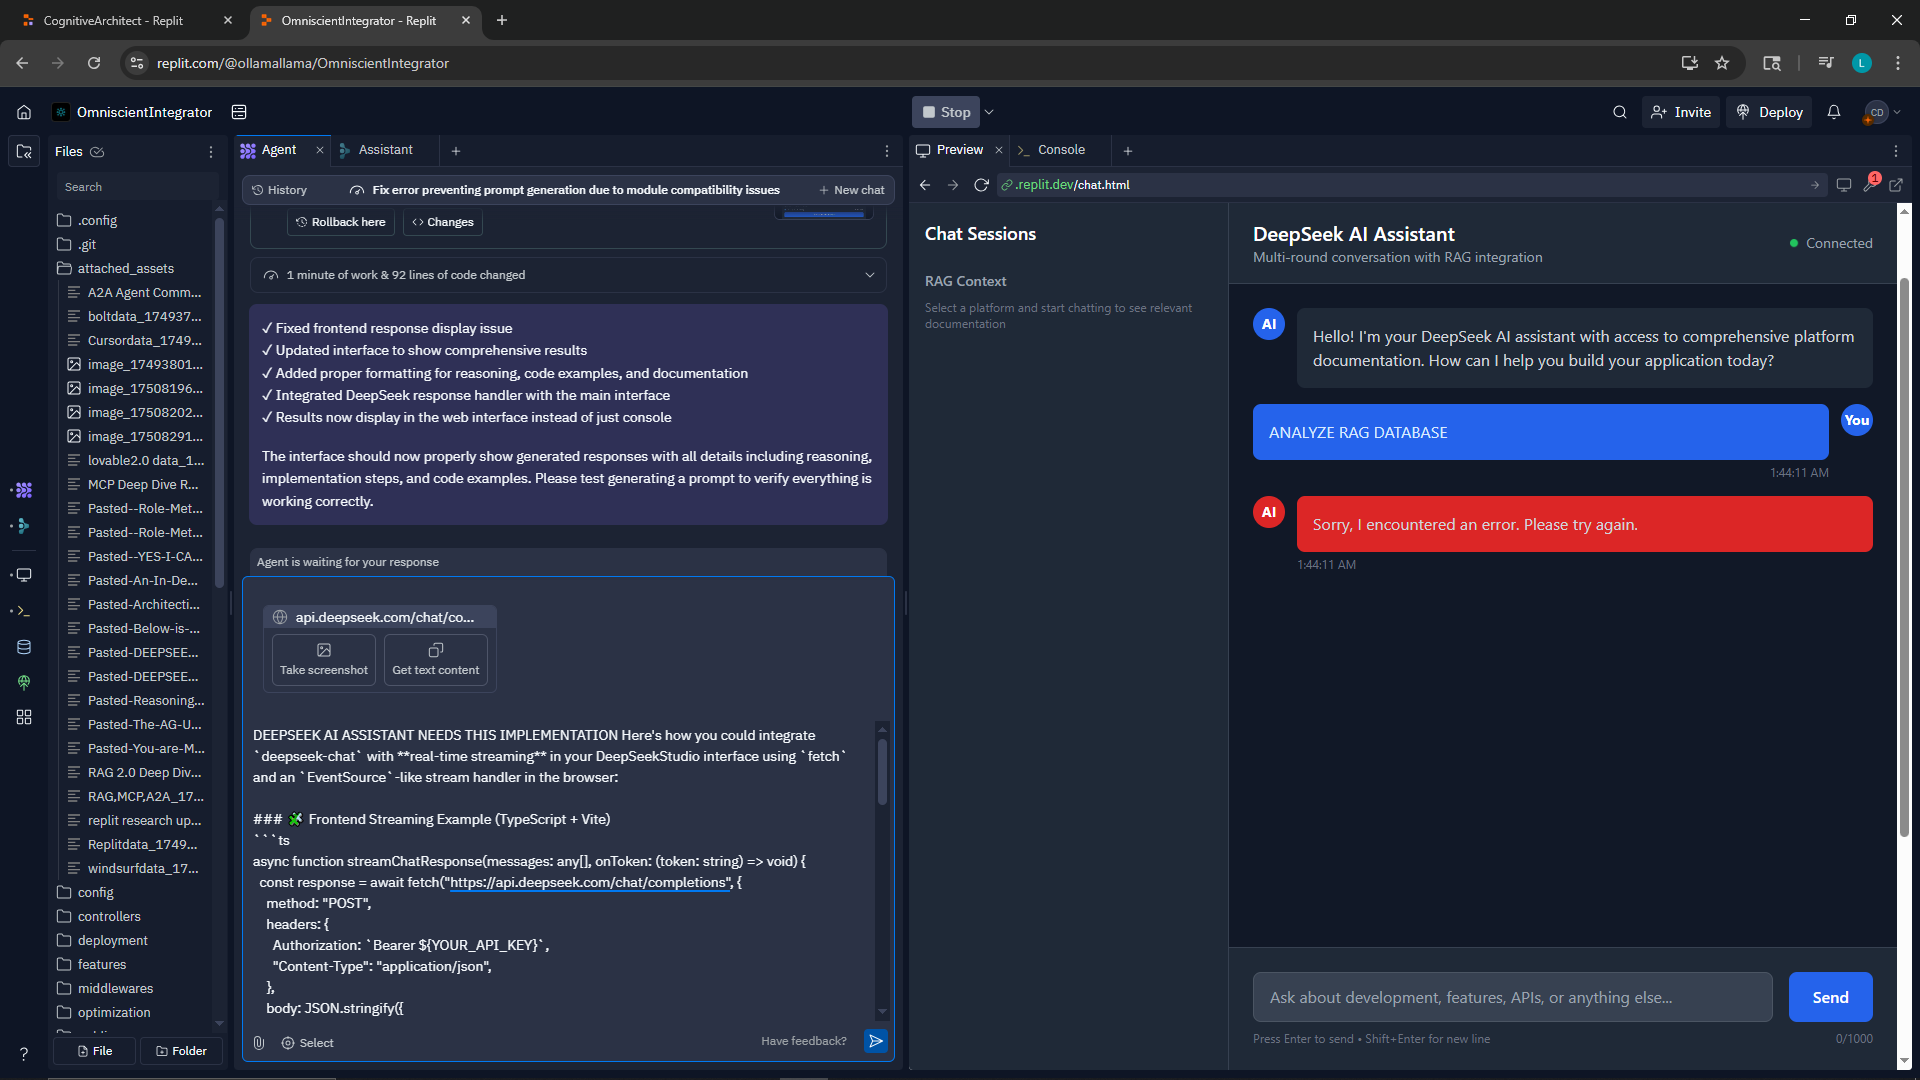 CognitiveArchitect - Replit
OmniscientIntegrator - Replit
replit.com/@ollamallama/OmniscientIntegrator
L
OmniscientIntegrator
Stop
Invite
Deploy
CD
Files
Search
.config
.git
attached_assets
A2A Agent Comm...
boltdata_174937...
Cursordata_1749...
image_17493801...
image_17508196...
image_17508202...
image_17508291...
lovable2.0 data_1...
MCP Deep Dive R...
Pasted--Role-Met...
Pasted--Role-Met...
Pasted--YES-I-CA...
Pasted-An-In-De...
Pasted-Architecti...
Pasted-Below-is-...
Pasted-DEEPSEE...
Pasted-DEEPSEE...
Pasted-Reasoning...
Pasted-The-AG-U...
Pasted-You-are-M...
RAG 2.0 Deep Div...
RAG,MCP,A2A_17...
replit research up...
Replitdata_1749...
windsurfdata_17...
config
controllers
deployment
features
middlewares
optimization
File
Folder
Agent
Assistant
History
Fix error preventing prompt generation due to module compatibility issues
New chat
Rollback here
Changes
1 minute of work & 92 lines of code changed
✓ Fixed frontend response display issue
✓ Updated interface to show comprehensive results
✓ Added proper formatting for reasoning, code examples, and documentation
✓ Integrated DeepSeek response handler with the main interface
✓ Results now display in the web interface instead of just console
The interface should now properly show generated responses with all details including reasoning,
implementation steps, and code examples. Please test generating a prompt to verify everything is
working correctly.
Agent is waiting for your response
api.deepseek.com/chat/co...
Take screenshot
Get text content
DEEPSEEK AI ASSISTANT NEEDS THIS IMPLEMENTATION Here's how you could integrate
`deepseek-chat` with **real-time streaming** in your DeepSeekStudio interface using `fetch`
and an `EventSource`-like stream handler in the browser:
### 🧩 Frontend Streaming Example (TypeScript + Vite)
```ts
async function streamChatResponse(messages: any[], onToken: (token: string) => void) {
const response = await fetch("https://api.deepseek.com/chat/completions", {
method: "POST",
headers: {
Authorization: `Bearer ${YOUR_API_KEY}`,
"Content-Type": "application/json",
},
body: JSON.stringify({
Select
Have feedback?
Preview
Console
.replit.dev/chat.html
1
Chat Sessions
RAG Context
Select a platform and start chatting to see relevant
documentation
DeepSeek AI Assistant
Multi-round conversation with RAG integration
Connected
AI
Hello! I'm your DeepSeek AI assistant with access to comprehensive platform
documentation. How can I help you build your application today?
ANALYZE RAG DATABASE
You
1:44:11 AM
AI
Sorry, I encountered an error. Please try again.
1:44:11 AM
Ask about development, features, APIs, or anything else...
Send
Press Enter to send • Shift+Enter for new line
0/1000